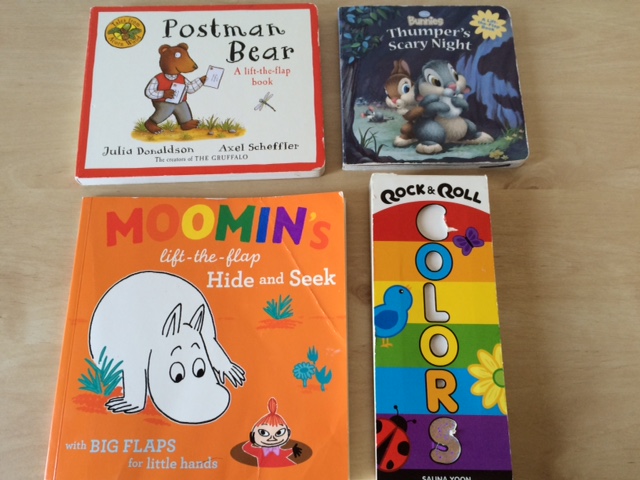 Postman
Bear
A lift-the-flap
book
Julia Donaldson Axel Scheffler
The creators of THE GRUFFALO
Disney
Bunnies
Thumper's
Scary Night
MOOMIN's
lift-the-flap
Hide and Seek
with BIG FLAPS
for little hands
ROCK & ROLL
COLORS
SALINA YOON